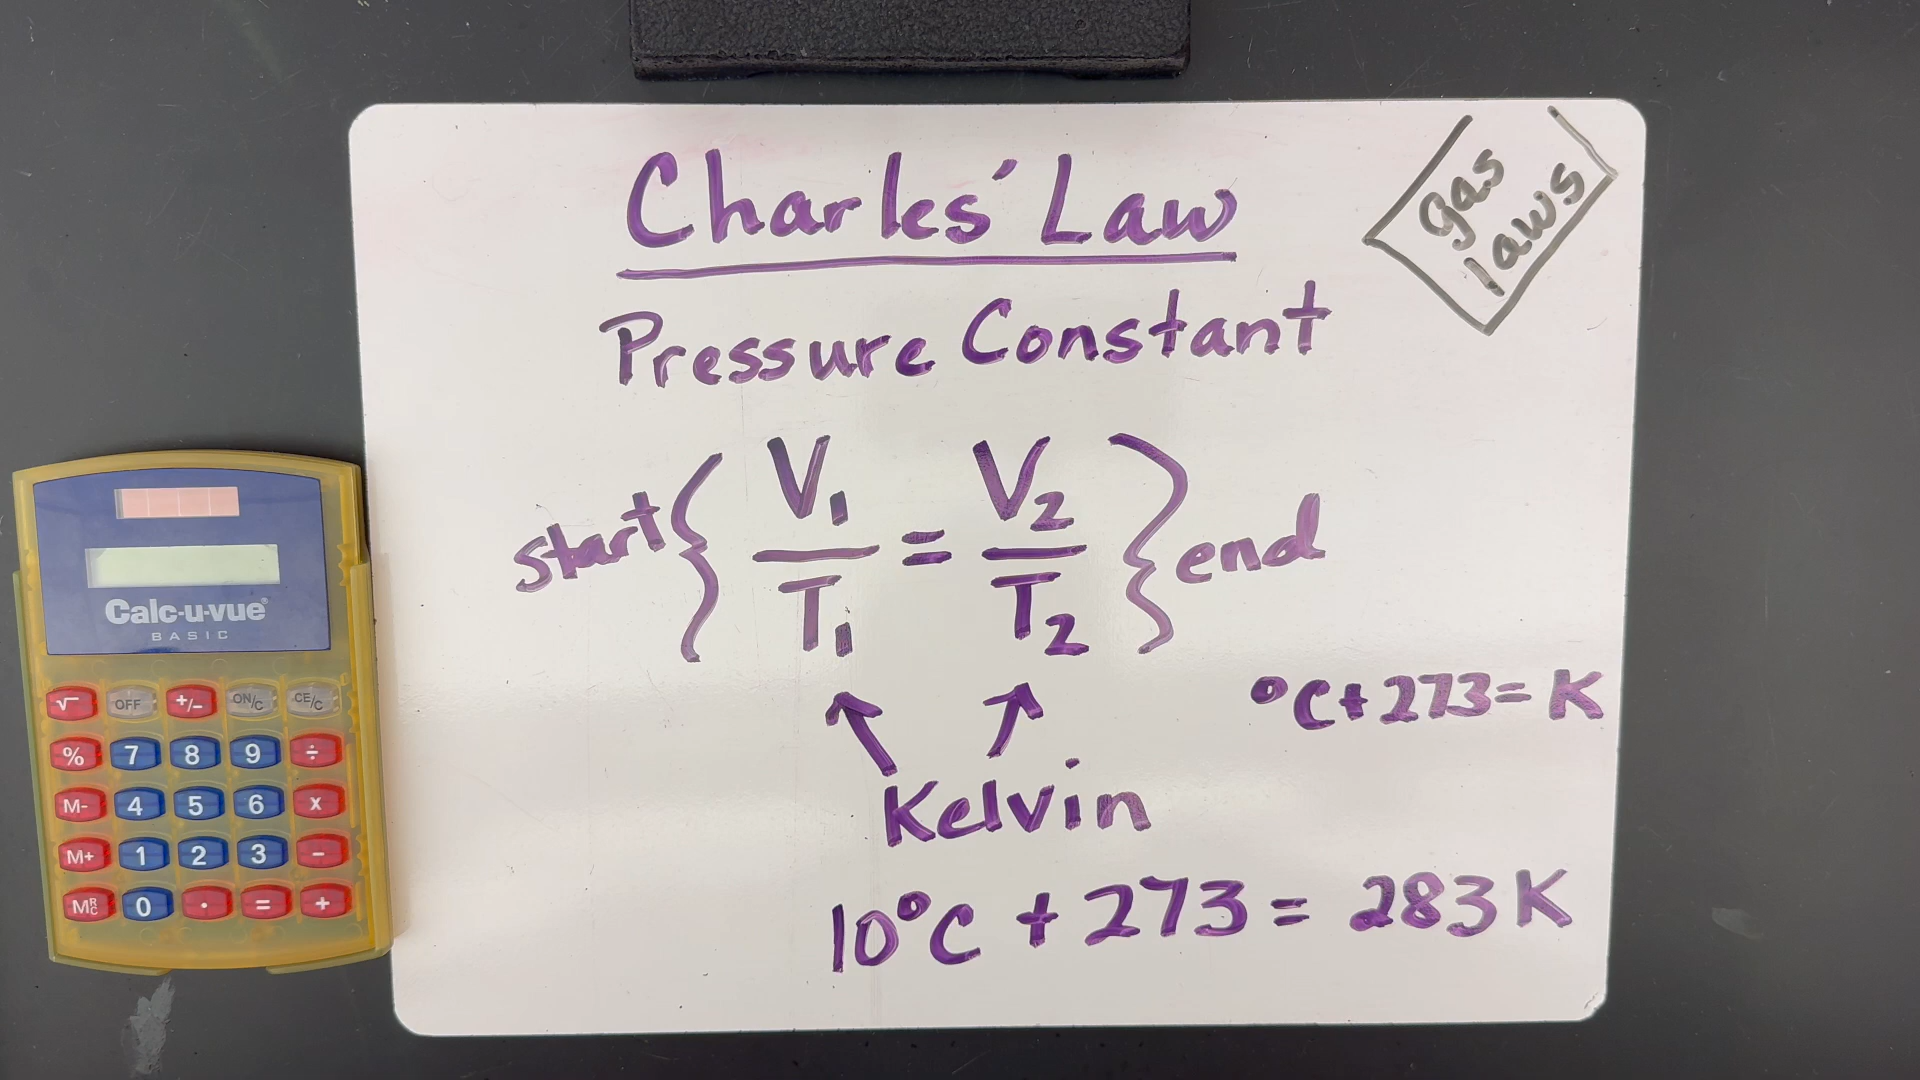 Charles' Law
gas
laws
Pressure Constant
start { V₁/T₁ = V₂/T₂ } end
°C + 273 = K
Kelvin
10°C + 273 = 283 K
Calc-u-vue
BASIC
√ OFF +/- ON/C CE/C
% 7 8 9 ÷
M- 4 5 6 x
M+ 1 2 3 -
MRC 0 . = +